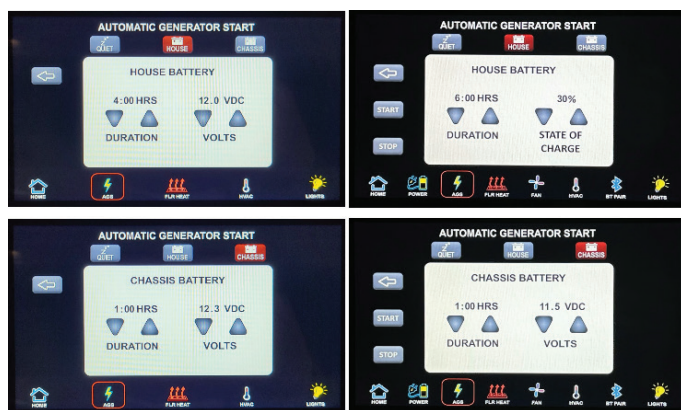 AUTOMATIC GENERATOR START
QUIET HOUSE CHASSIS
HOUSE BATTERY
4:00 HRS 12.0 VDC
DURATION VOLTS
HOME AGS FLR HEAT HVAC LIGHTS
AUTOMATIC GENERATOR START
QUIET HOUSE CHASSIS
HOUSE BATTERY
START
6:00 HRS 30%
DURATION STATE OF
CHARGE
STOP
HOME POWER AGS FLR HEAT FAN HVAC BT PAIR LIGHTS
AUTOMATIC GENERATOR START
QUIET HOUSE CHASSIS
CHASSIS BATTERY
1:00 HRS 12.3 VDC
DURATION VOLTS
HOME AGS FLR HEAT HVAC LIGHTS
AUTOMATIC GENERATOR START
QUIET HOUSE CHASSIS
CHASSIS BATTERY
1:00 HRS 11.5 VDC
START
DURATION VOLTS
STOP
HOME POWER AGS FLR HEAT FAN HVAC BT PAIR LIGHTS